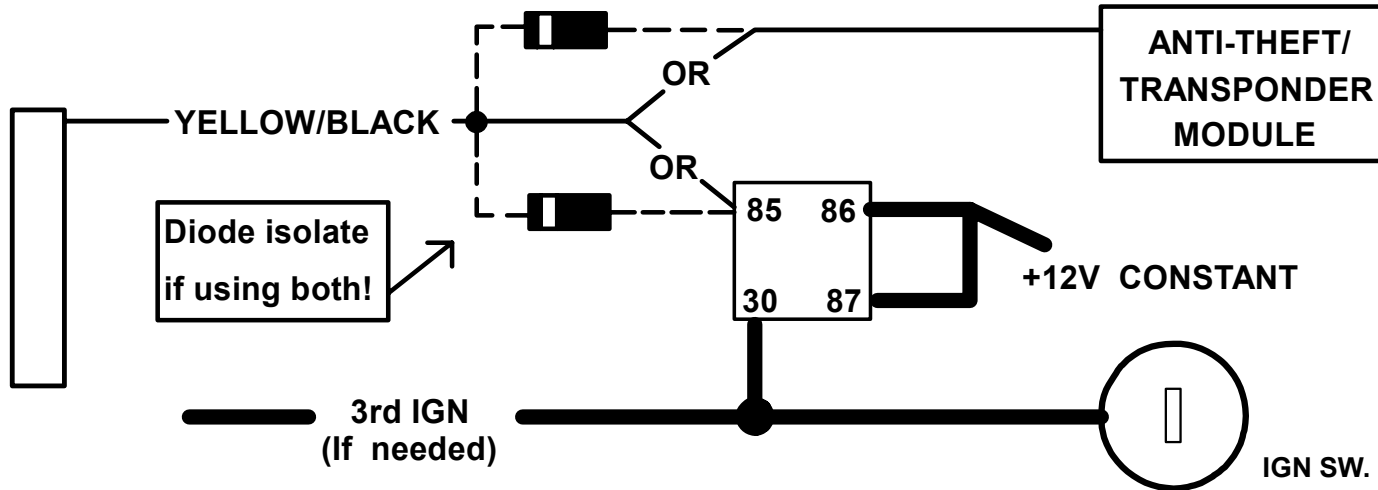 ANTI-THEFT/
TRANSPONDER
MODULE
OR
YELLOW/BLACK
OR
Diode isolate
if using both!
85 86
30 87
+12V CONSTANT
3rd IGN
(If needed)
IGN SW.